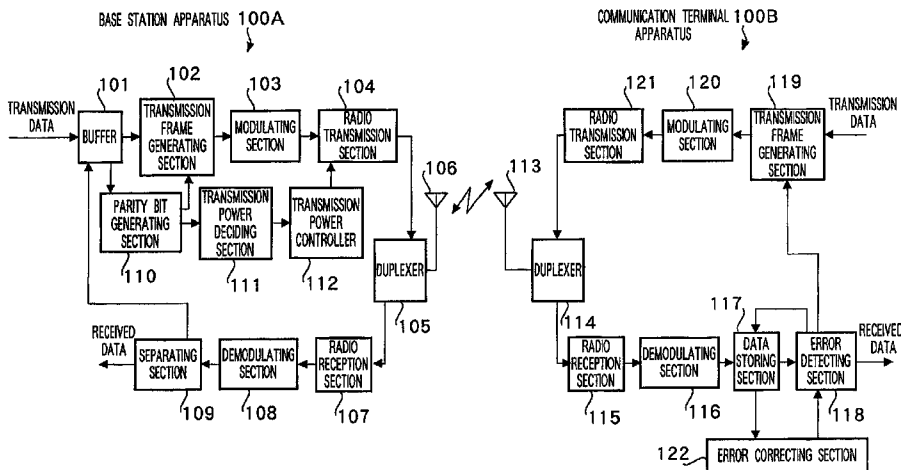 BASE STATION APPARATUS 100A
COMMUNICATION TERMINAL 100B
APPARATUS
101
102
103
104
TRANSMISSION
DATA
BUFFER
TRANSMISSION
FRAME
GENERATING
SECTION
MODULATING
SECTION
RADIO
TRANSMISSION
SECTION
106
PARITY BIT
GENERATING
SECTION
110
TRANSMISSION
POWER
DECIDING
SECTION
111
TRANSMISSION
POWER
CONTROLLER
112
DUPLEXER
105
RECEIVED
DATA
SEPARATING
SECTION
109
DEMODULATING
SECTION
108
RADIO
RECEPTION
SECTION
107
121
120
119
RADIO
TRANSMISSION
SECTION
MODULATING
SECTION
TRANSMISSION
FRAME
GENERATING
SECTION
TRANSMISSION
DATA
113
DUPLEXER
114
RADIO
RECEPTION
SECTION
115
DEMODULATING
SECTION
116
117
DATA
STORING
SECTION
ERROR
DETECTING
SECTION
118
RECEIVED
DATA
122
ERROR CORRECTING SECTION